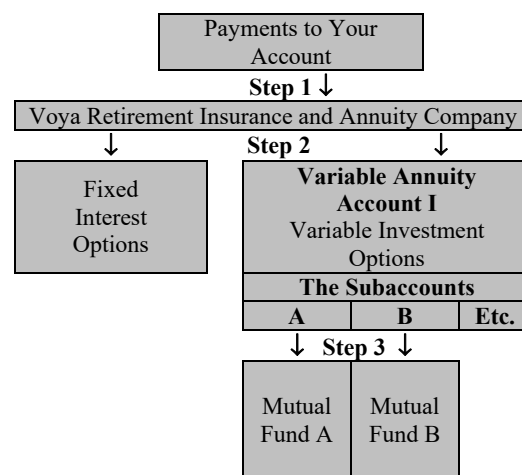 Payments to Your
Account
Step 1 ↓
Voya Retirement Insurance and Annuity Company
↓ Step 2 ↓
Fixed
Interest
Options
Variable Annuity
Account I
Variable Investment
Options
The Subaccounts
A B Etc.
↓ Step 3 ↓
Mutual
Fund A
Mutual
Fund B